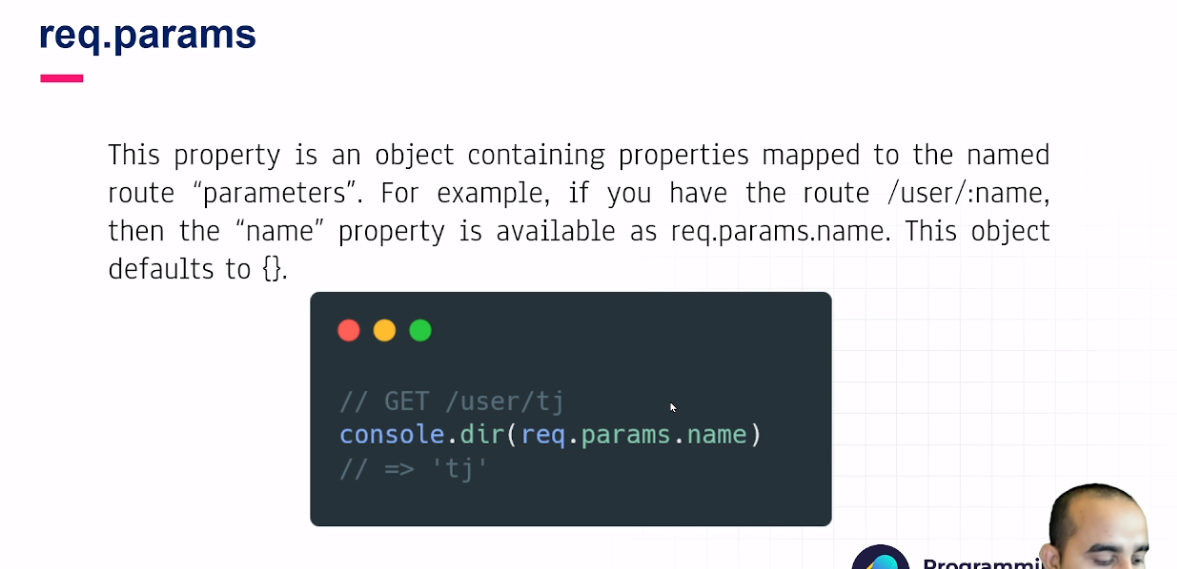 req.params
This property is an object containing properties mapped to the named
route “parameters”. For example, if you have the route /user/:name,
then the “name” property is available as req.params.name. This object
defaults to {}.
// GET /user/tj
console.dir(req.params.name)
// => 'tj'